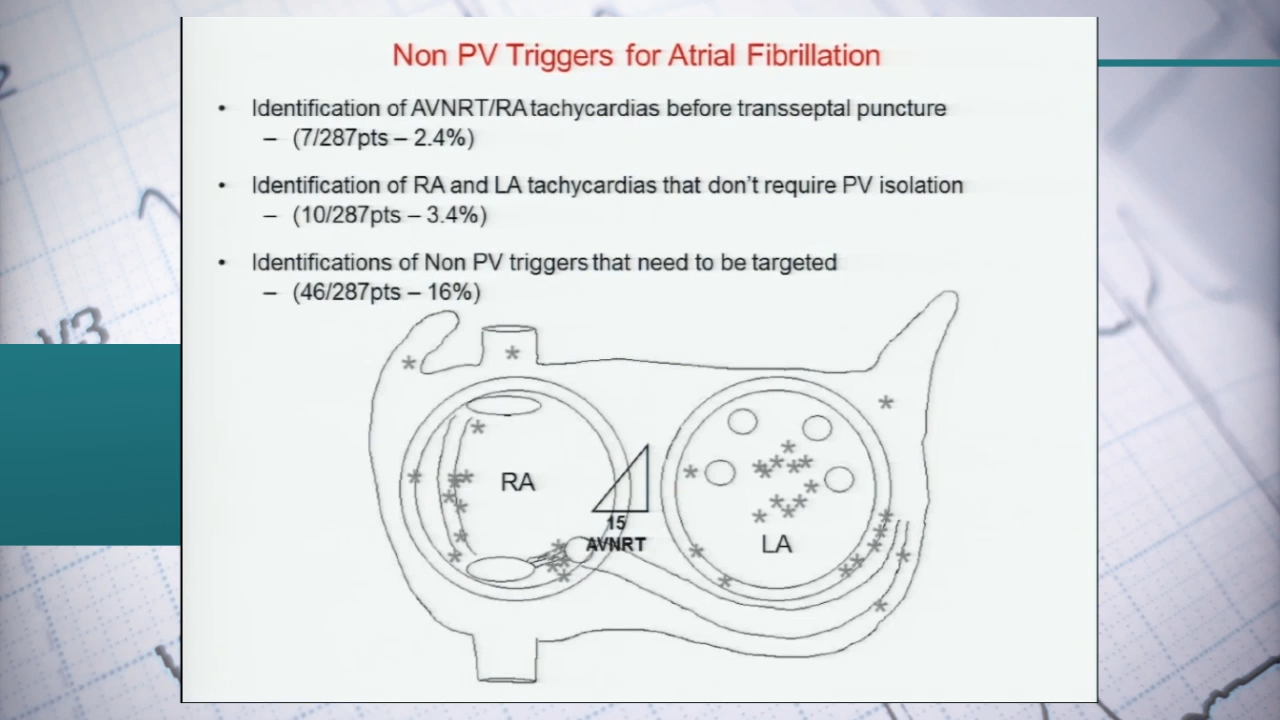 Non PV Triggers for Atrial Fibrillation
• Identification of AVNRT/RA tachycardias before transseptal puncture
– (7/287pts – 2.4%)
• Identification of RA and LA tachycardias that don't require PV isolation
– (10/287pts – 3.4%)
• Identifications of Non PV triggers that need to be targeted
– (46/287pts – 16%)
V3
2
RA
15
AVNRT
LA